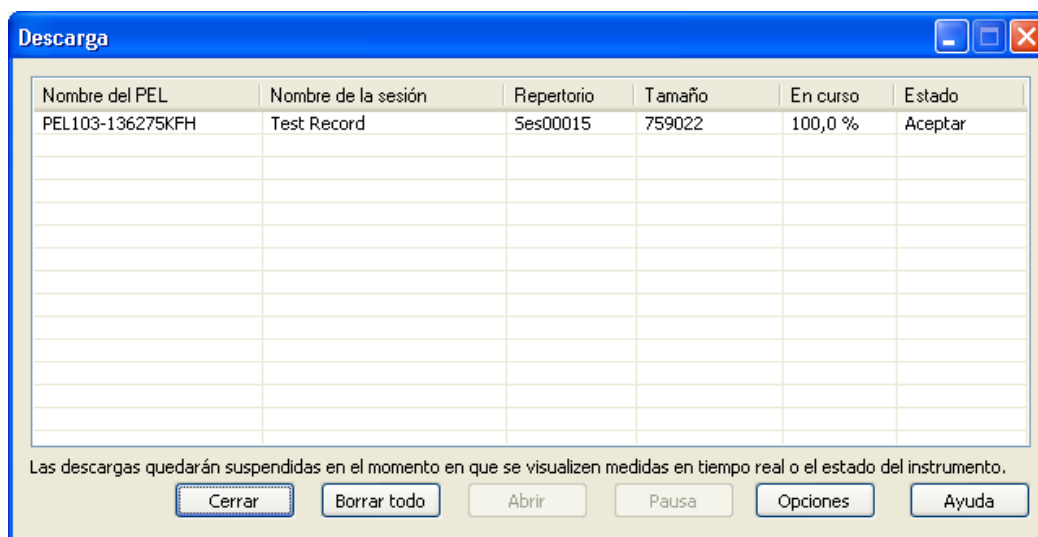 Descarga
Nombre del PEL Nombre de la sesión Repertorio Tamaño En curso Estado
PEL103-136275KFH Test Record Ses00015 759022 100,0 % Aceptar
Las descargas quedarán suspendidas en el momento en que se visualizen medidas en tiempo real o el estado del instrumento.
Cerrar Borrar todo Abrir Pausa Opciones Ayuda